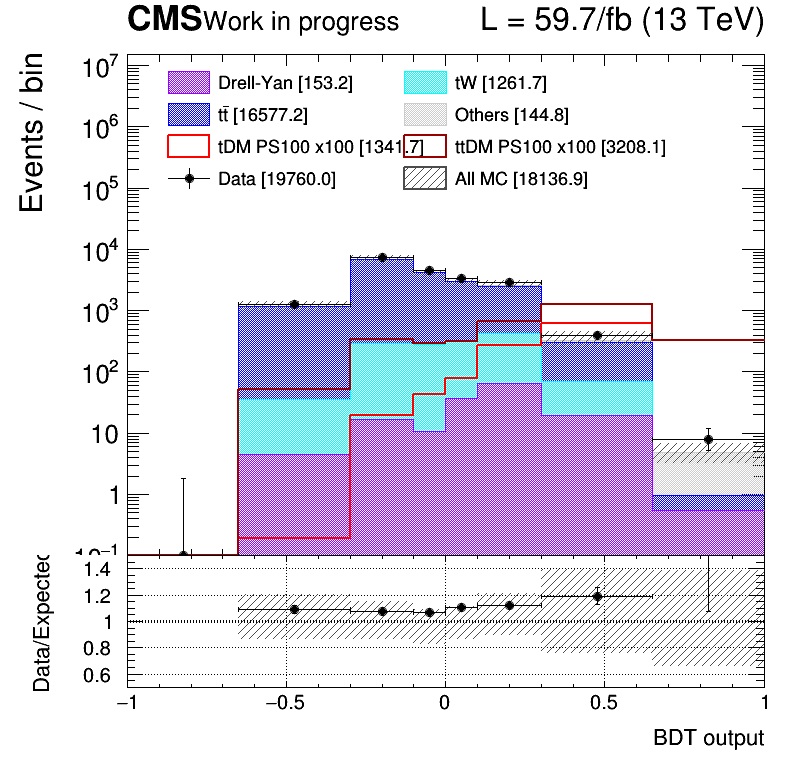 CMS Work in progress L = 59.7/fb (13 TeV)
Events / bin
10⁷
10⁶
10⁵
10⁴
10³
10²
10
1
10⁻¹
Drell-Yan [153.2] tW [1261.7]
tt̄ [16577.2] Others [144.8]
tDM PS100 x100 [1341.7] ttDM PS100 x100 [3208.1]
Data [19760.0] All MC [18136.9]
Data/Expected
1.4
1.2
1
0.8
0.6
−1 −0.5 0 0.5 1
BDT output